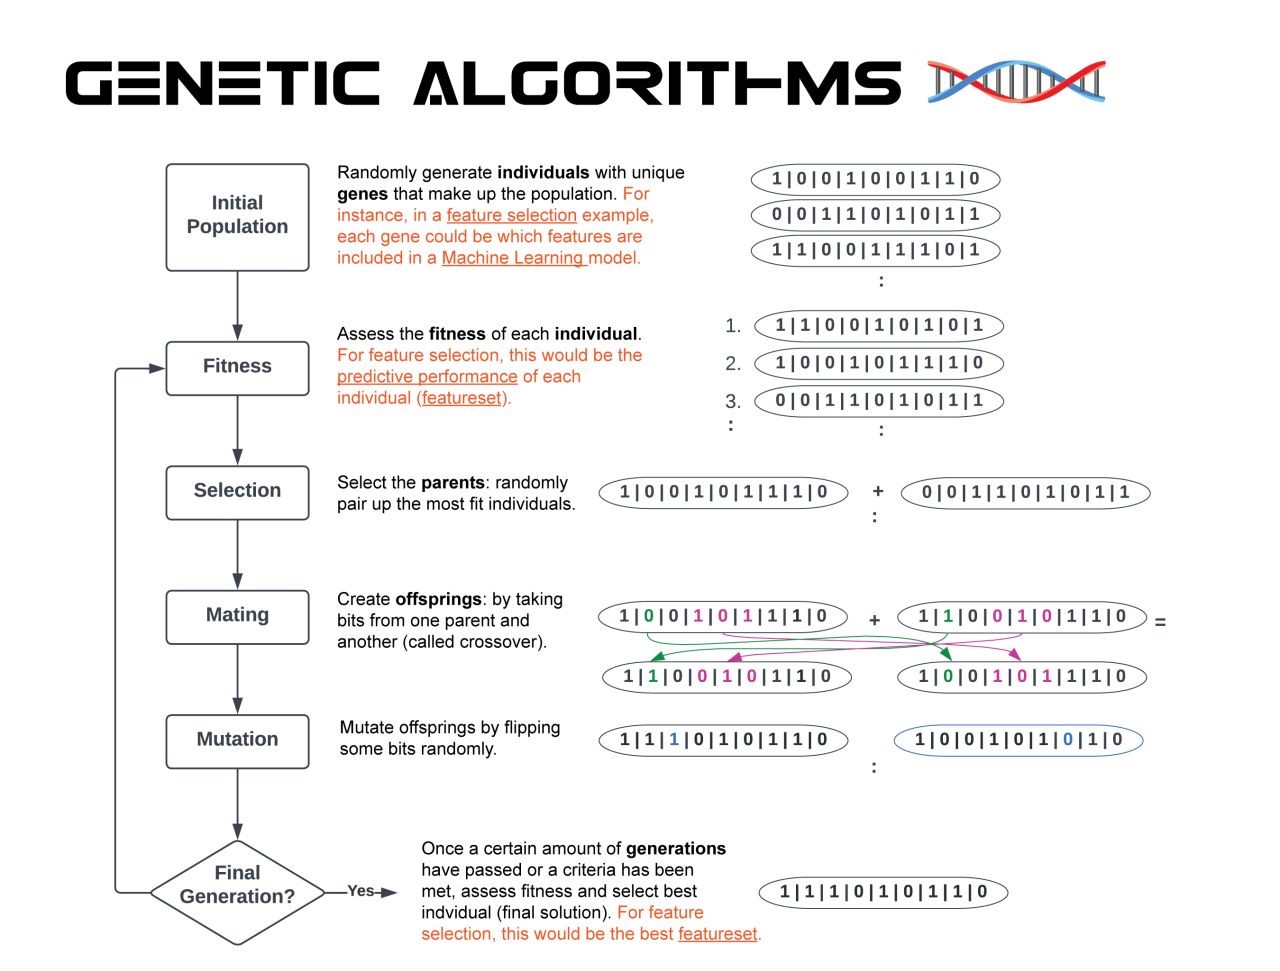 GENETIC ALGORITHMS
Initial
Population
Randomly generate individuals with unique
genes that make up the population. For
instance, in a feature selection example,
each gene could be which features are
included in a Machine Learning model.
1|0|0|1|0|0|1|1|0
0|0|1|1|0|1|0|1|1
1|1|0|0|1|1|1|0|1
:
Fitness
Assess the fitness of each individual.
For feature selection, this would be the
predictive performance of each
individual (featureset).
1. 1|1|0|0|1|0|1|0|1
2. 1|0|0|1|0|1|1|1|0
3. 0|0|1|1|0|1|0|1|1
: :
Selection
Select the parents: randomly
pair up the most fit individuals.
1|0|0|1|0|1|1|1|0 + 0|0|1|1|0|1|0|1|1
:
Mating
Create offsprings: by taking
bits from one parent and
another (called crossover).
1|0|0|1|0|1|1|1|0 + 1|1|0|0|1|0|1|1|0 =
1|1|0|0|1|0|1|1|0 1|0|0|1|0|1|1|1|0
Mutation
Mutate offsprings by flipping
some bits randomly.
1|1|1|0|1|0|1|1|0 1|0|0|1|0|1|0|1|0
:
Final
Generation?
Yes
Once a certain amount of generations
have passed or a criteria has been
met, assess fitness and select best
indvidual (final solution). For feature
selection, this would be the best featureset.
1|1|1|0|1|0|1|1|0